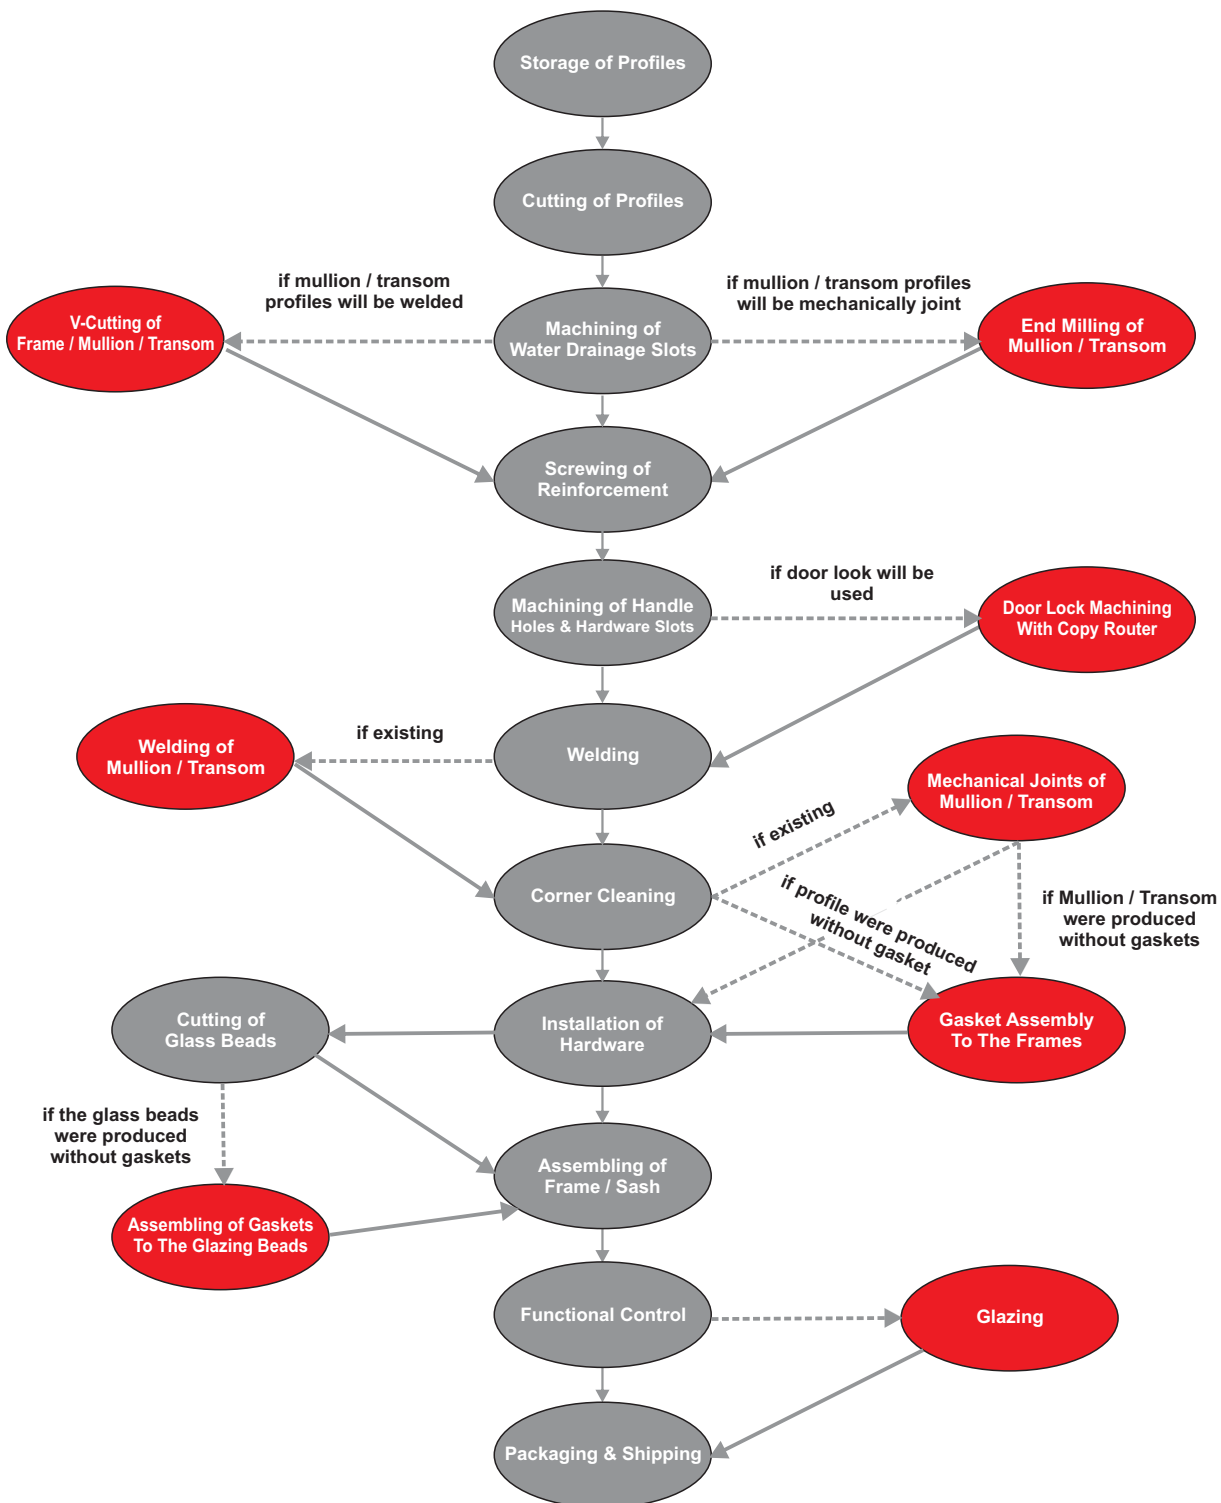 Storage of Profiles
Cutting of Profiles
if mullion / transom
profiles will be welded
if mullion / transom profiles
will be mechanically joint
V-Cutting of
Frame / Mullion / Transom
Machining of
Water Drainage Slots
End Milling of
Mullion / Transom
Screwing of
Reinforcement
if door look will be
used
Machining of Handle
Holes & Hardware Slots
Door Lock Machining
With Copy Router
Welding of
Mullion / Transom
if existing
Welding
Mechanical Joints of
Mullion / Transom
if existing
Corner Cleaning
if profile were produced
without gasket
if Mullion / Transom
were produced
without gaskets
Cutting of
Glass Beads
Installation of
Hardware
Gasket Assembly
To The Frames
if the glass beads
were produced
without gaskets
Assembling of
Frame / Sash
Assembling of Gaskets
To The Glazing Beads
Functional Control
Glazing
Packaging & Shipping